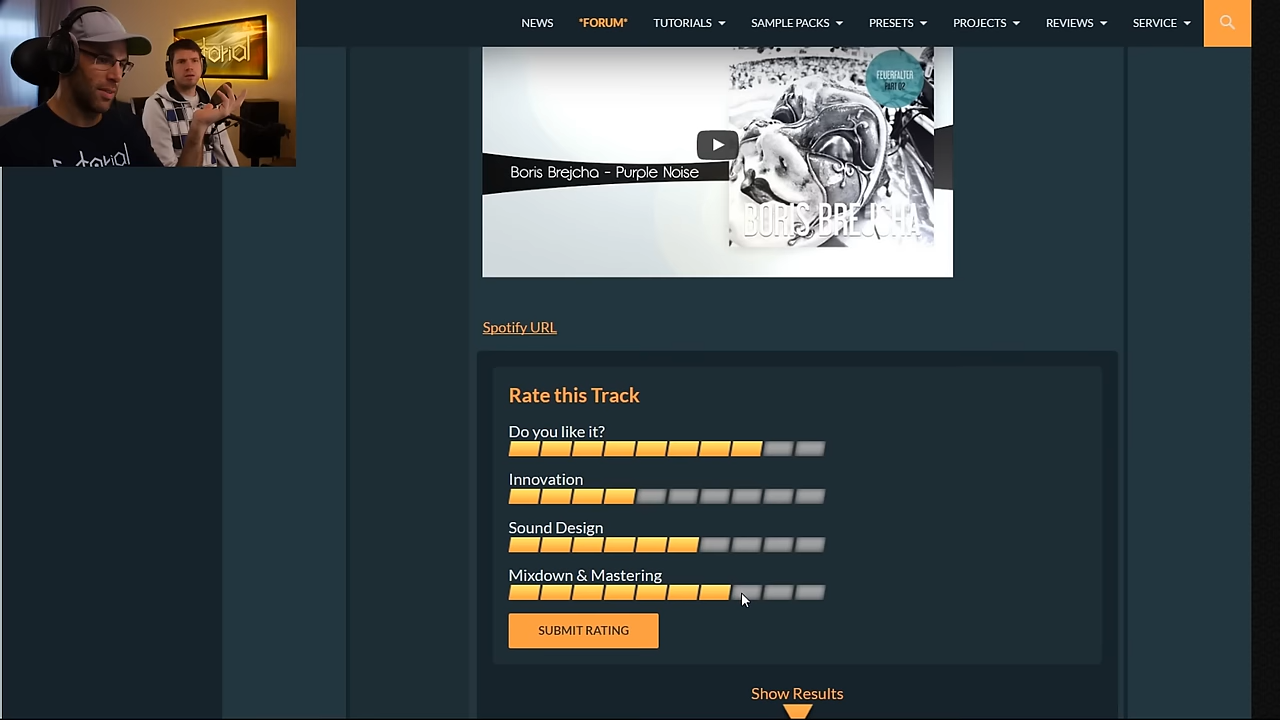 NEWS
*FORUM*
TUTORIALS
SAMPLE PACKS
PRESETS
PROJECTS
REVIEWS
SERVICE
FEUERFALTER
PART 02
Boris Brejcha - Purple Noise
BORIS BREJCHA
Spotify URL
Rate this Track
Do you like it?
Innovation
Sound Design
Mixdown & Mastering
SUBMIT RATING
Show Results